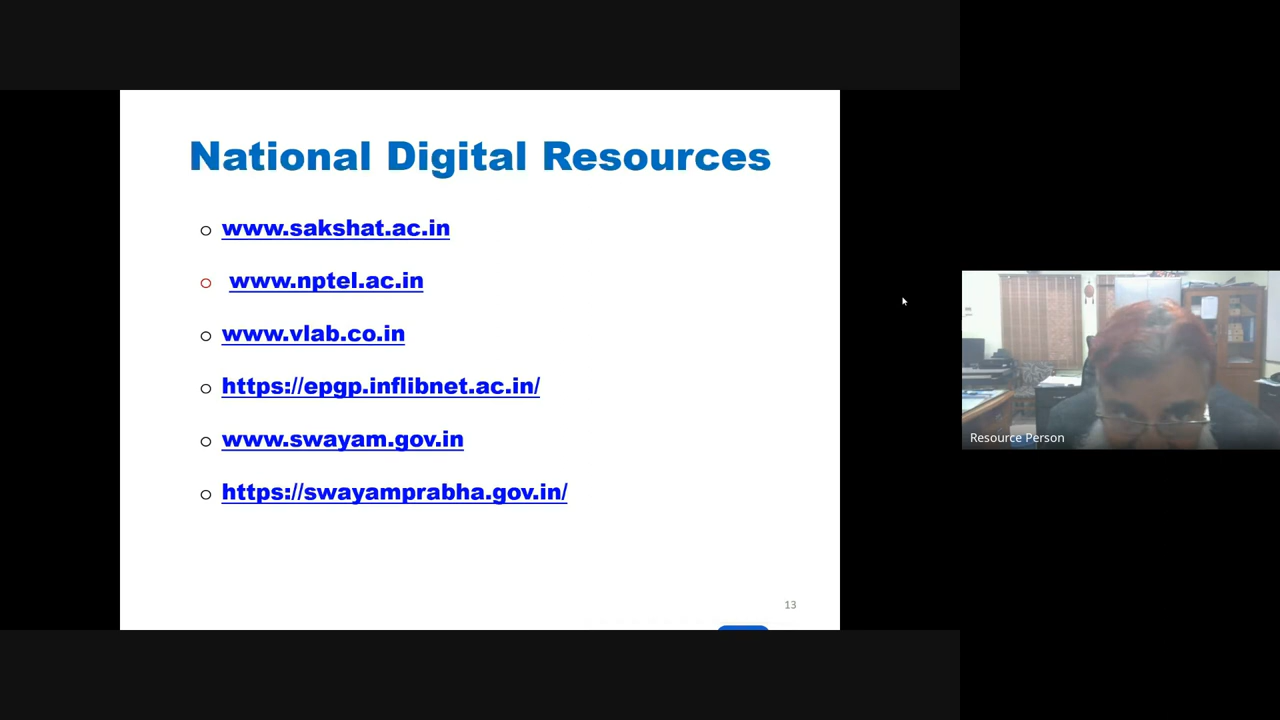 National Digital Resources
www.sakshat.ac.in
www.nptel.ac.in
www.vlab.co.in
https://epgp.inflibnet.ac.in/
www.swayam.gov.in
https://swayamprabha.gov.in/
13
Resource Person